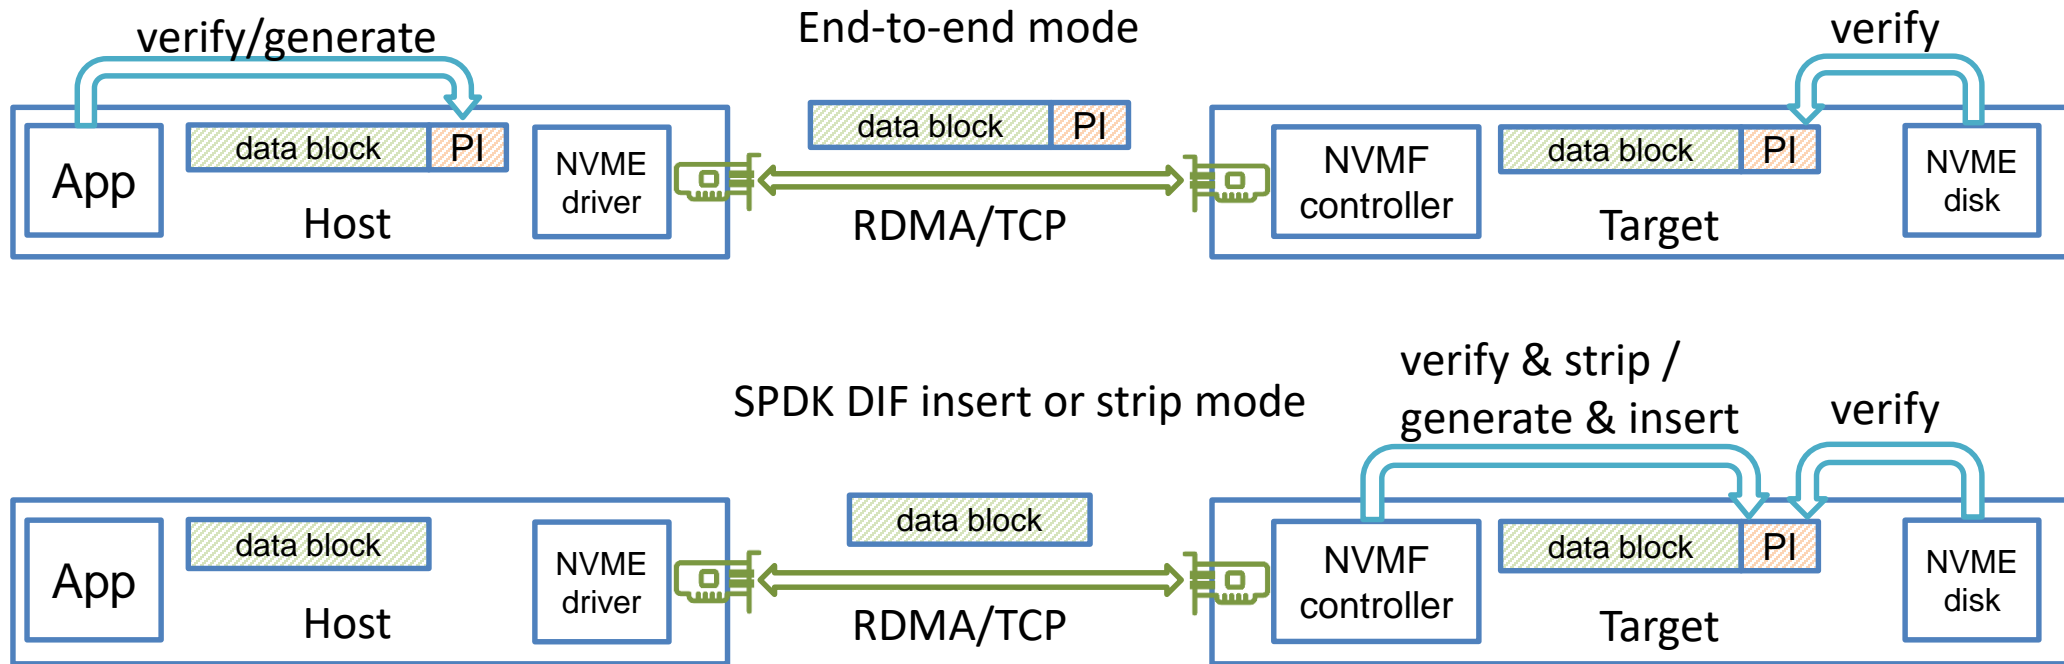 End-to-end mode
verify/generate
verify
data block
PI
data block
PI
data block
PI
App
NVME
driver
NVMF
controller
NVME
disk
Host
RDMA/TCP
Target
SPDK DIF insert or strip mode
verify & strip /
generate & insert
verify
data block
data block
data block
PI
App
NVME
driver
NVMF
controller
NVME
disk
Host
RDMA/TCP
Target